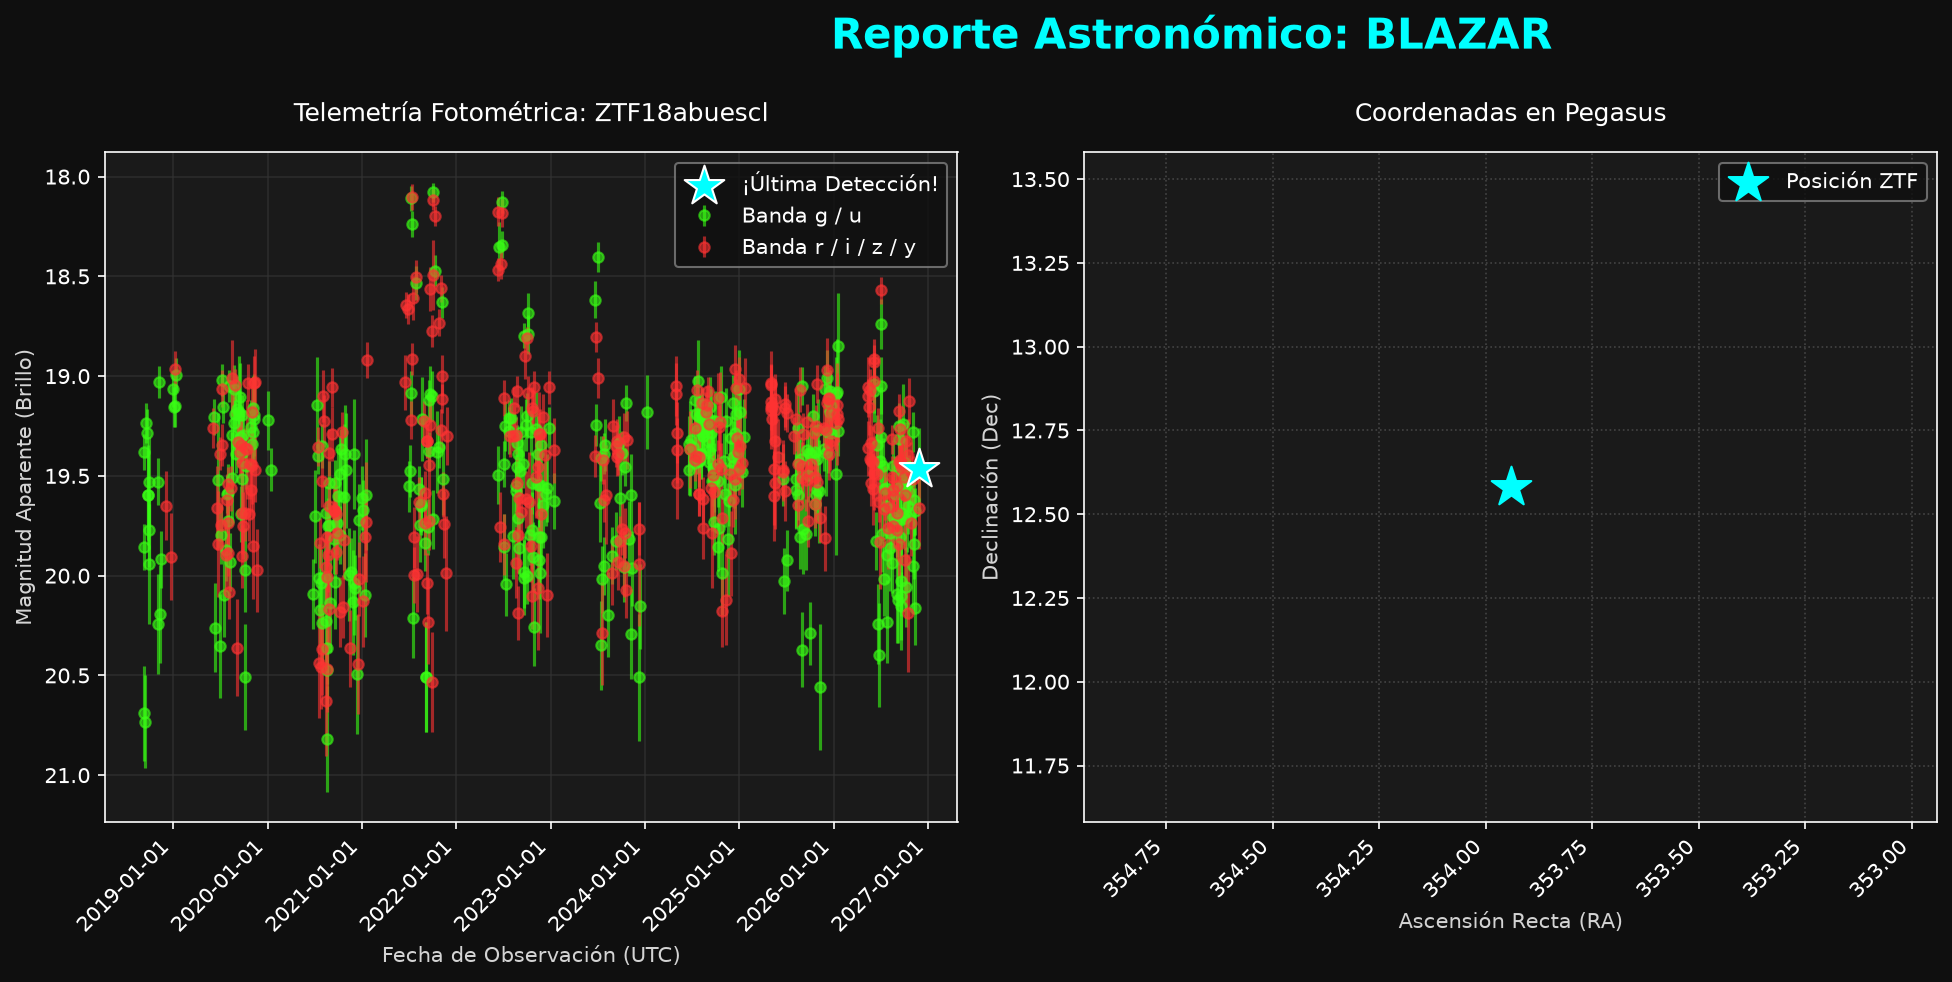 Reporte Astronómico: BLAZAR
Telemetría Fotométrica: ZTF18abuescl
Magnitud Aparente (Brillo)
18.0
18.5
19.0
19.5
20.0
20.5
21.0
¡Última Detección!
Banda g / u
Banda r / i / z / y
2019-01-01
2020-01-01
2021-01-01
2022-01-01
2023-01-01
2024-01-01
2025-01-01
2026-01-01
2027-01-01
Fecha de Observación (UTC)
Coordenadas en Pegasus
Declinación (Dec)
13.50
13.25
13.00
12.75
12.50
12.25
12.00
11.75
Posición ZTF
354.75
354.50
354.25
354.00
353.75
353.50
353.25
353.00
Ascensión Recta (RA)